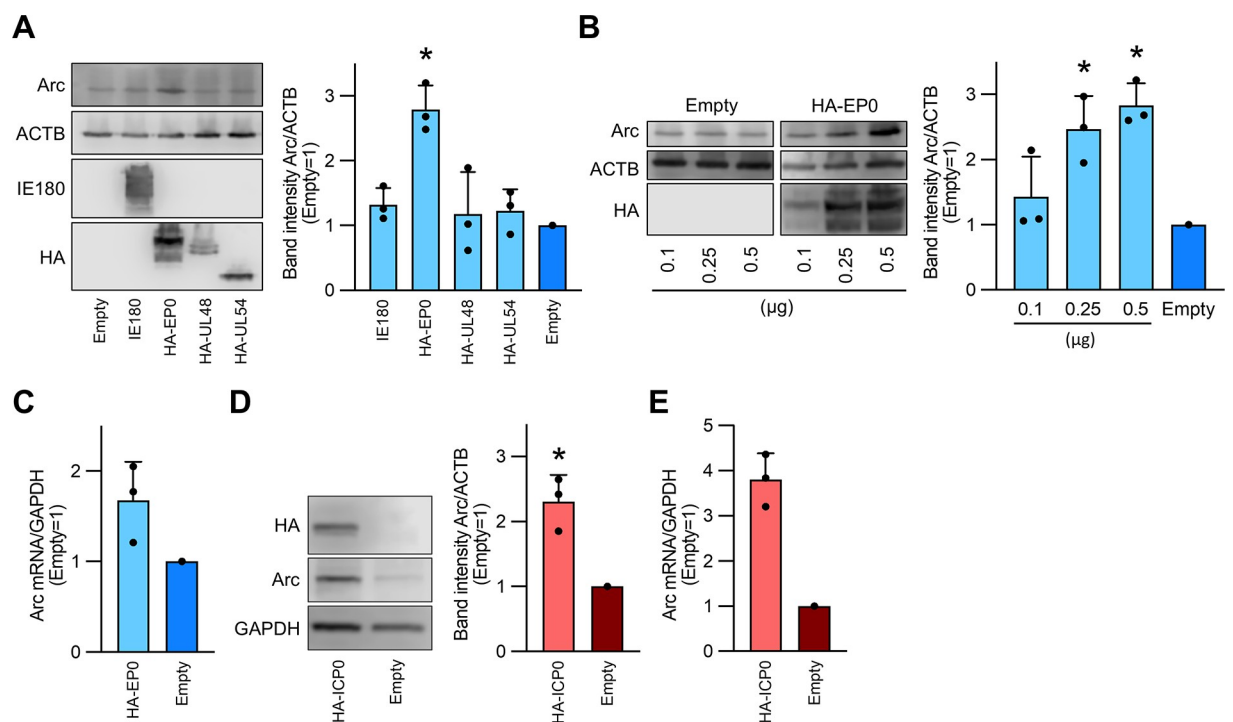 A
Arc
ACTB
IE180
HA
Empty
IE180
HA-EP0
HA-UL48
HA-UL54
Band intensity Arc/ACTB
(Empty=1)
3
2
1
0
*
IE180
HA-EP0
HA-UL48
HA-UL54
Empty
B
Empty
HA-EP0
Arc
ACTB
HA
0.1
0.25
0.5
0.1
0.25
0.5
(μg)
Band intensity Arc/ACTB
(Empty=1)
3
2
1
0
*
*
0.1
0.25
0.5
Empty
(μg)
C
Arc mRNA/GAPDH
(Empty=1)
2
1
0
HA-EP0
Empty
D
HA
Arc
GAPDH
HA-ICP0
Empty
Band intensity Arc/ACTB
(Empty=1)
3
2
1
0
*
HA-ICP0
Empty
E
Arc mRNA/GAPDH
(Empty=1)
5
4
3
2
1
0
HA-ICP0
Empty